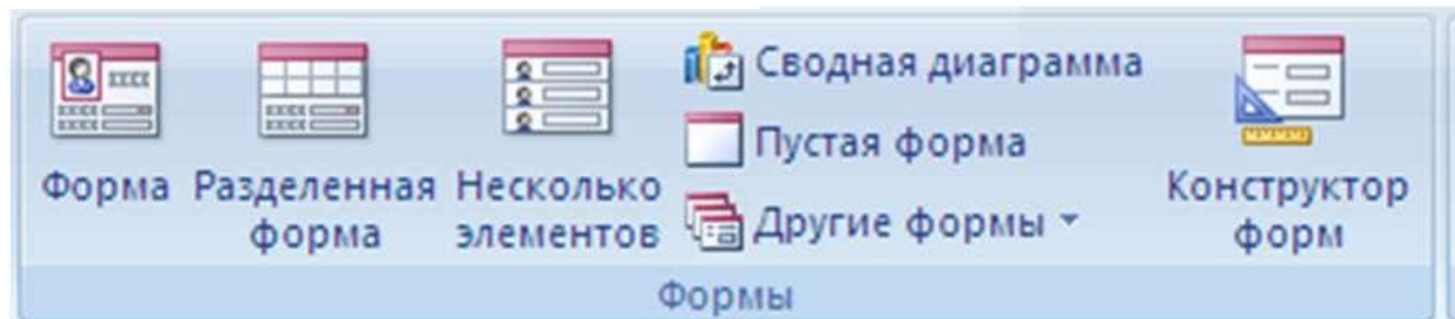 Форма
Разделенная
форма
Несколько
элементов
Сводная диаграмма
Пустая форма
Другие формы
Конструктор
форм
Формы